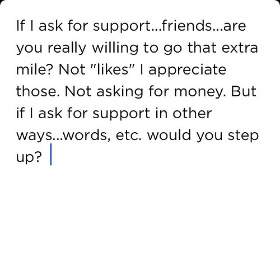 If I ask for support...friends...are
you really willing to go that extra
mile? Not "likes" I appreciate
those. Not asking for money. But
if I ask for support in other
ways...words, etc. would you step
up?